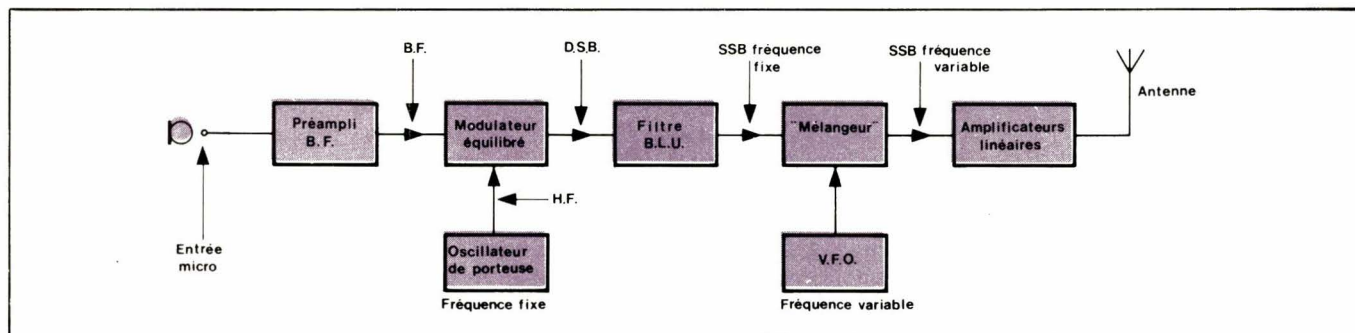 B.F.
D.S.B.
SSB fréquence
fixe
SSB fréquence
variable
Antenne
Préampli
B.F.
Modulateur
équilibré
Filtre
B.L.U.
"Mélangeur"
Amplificateurs
linéaires
H.F.
Entrée
micro
Oscillateur
de porteuse
Fréquence fixe
V.F.O.
Fréquence variable